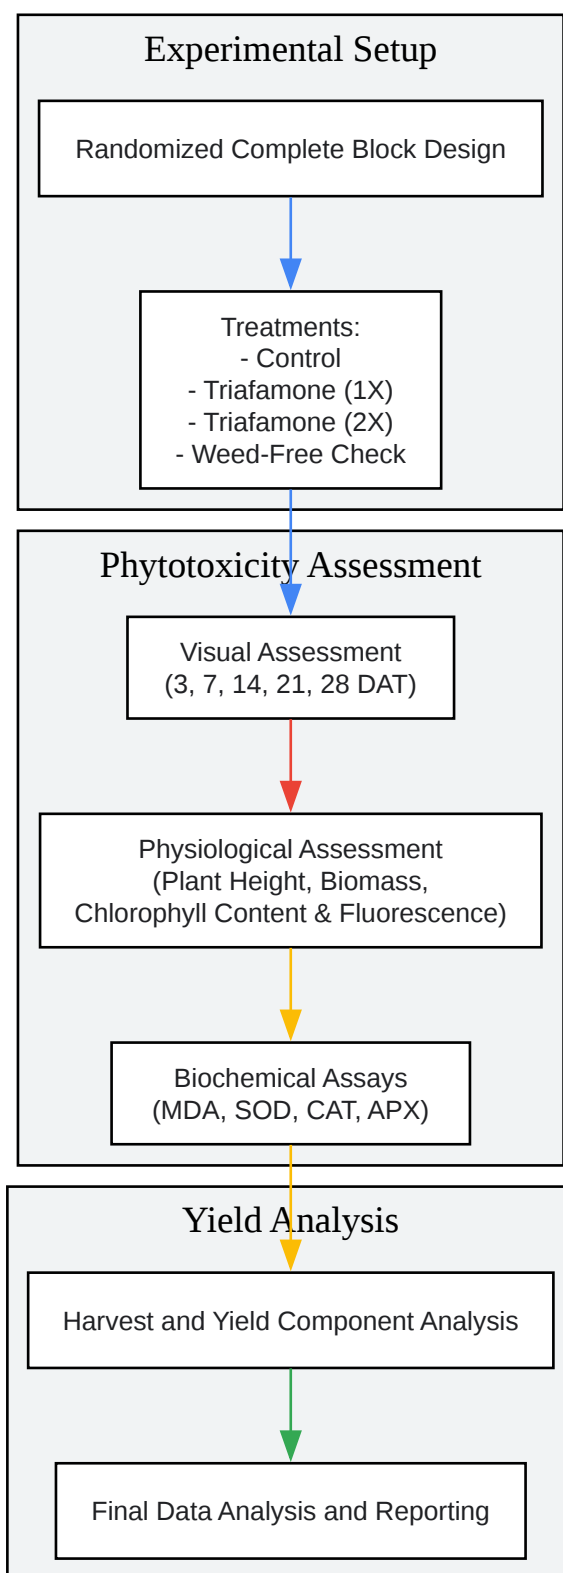 Experimental Setup
Randomized Complete Block Design
Treatments:
- Control
- Triafamone (1X)
- Triafamone (2X)
- Weed-Free Check
Phytotoxicity Assessment
Visual Assessment
(3, 7, 14, 21, 28 DAT)
Physiological Assessment
(Plant Height, Biomass,
Chlorophyll Content & Fluorescence)
Biochemical Assays
(MDA, SOD, CAT, APX)
Yield Analysis
Harvest and Yield Component Analysis
Final Data Analysis and Reporting